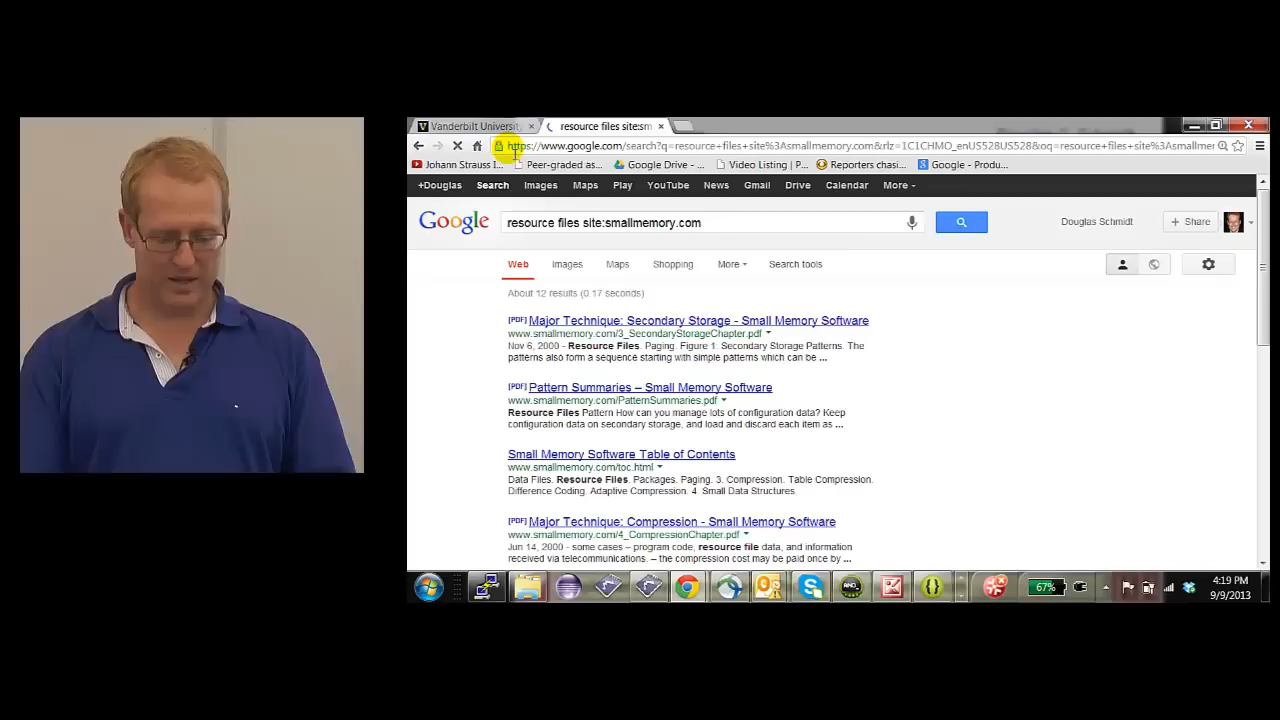 Vanderbilt University
resource files site:sm
https://www.google.com/search?q=resource+files+site%3Asmallmemory.com&rlz=1C1CHMO_enUS528US528&oq=resource+files+site%3Asmallmer
Johann Strauss I...
Peer-graded as...
Google Drive - ...
Video Listing | P...
Reporters chasi...
Google - Produ...
+Douglas Search Images Maps Play YouTube News Gmail Drive Calendar More
Google resource files site:smallmemory.com Douglas Schmidt + Share
Web Images Maps Shopping More Search tools
About 12 results (0.17 seconds)
[PDF] Major Technique: Secondary Storage - Small Memory Software
www.smallmemory.com/3_SecondaryStorageChapter.pdf
Nov 6, 2000 - Resource Files. Paging. Figure 1: Secondary Storage Patterns. The
patterns also form a sequence starting with simple patterns which can be ...
[PDF] Pattern Summaries – Small Memory Software
www.smallmemory.com/PatternSummaries.pdf
Resource Files Pattern How can you manage lots of configuration data? Keep
configuration data on secondary storage, and load and discard each item as ...
Small Memory Software Table of Contents
www.smallmemory.com/toc.html
Data Files. Resource Files. Packages. Paging. 3. Compression. Table Compression.
Difference Coding. Adaptive Compression. 4. Small Data Structures.
[PDF] Major Technique: Compression - Small Memory Software
www.smallmemory.com/4_CompressionChapter.pdf
Jun 14, 2000 - some cases – program code, resource file data, and information
received via telecommunications. – the compression cost may be paid once by ...
67%
4:19 PM
9/9/2013